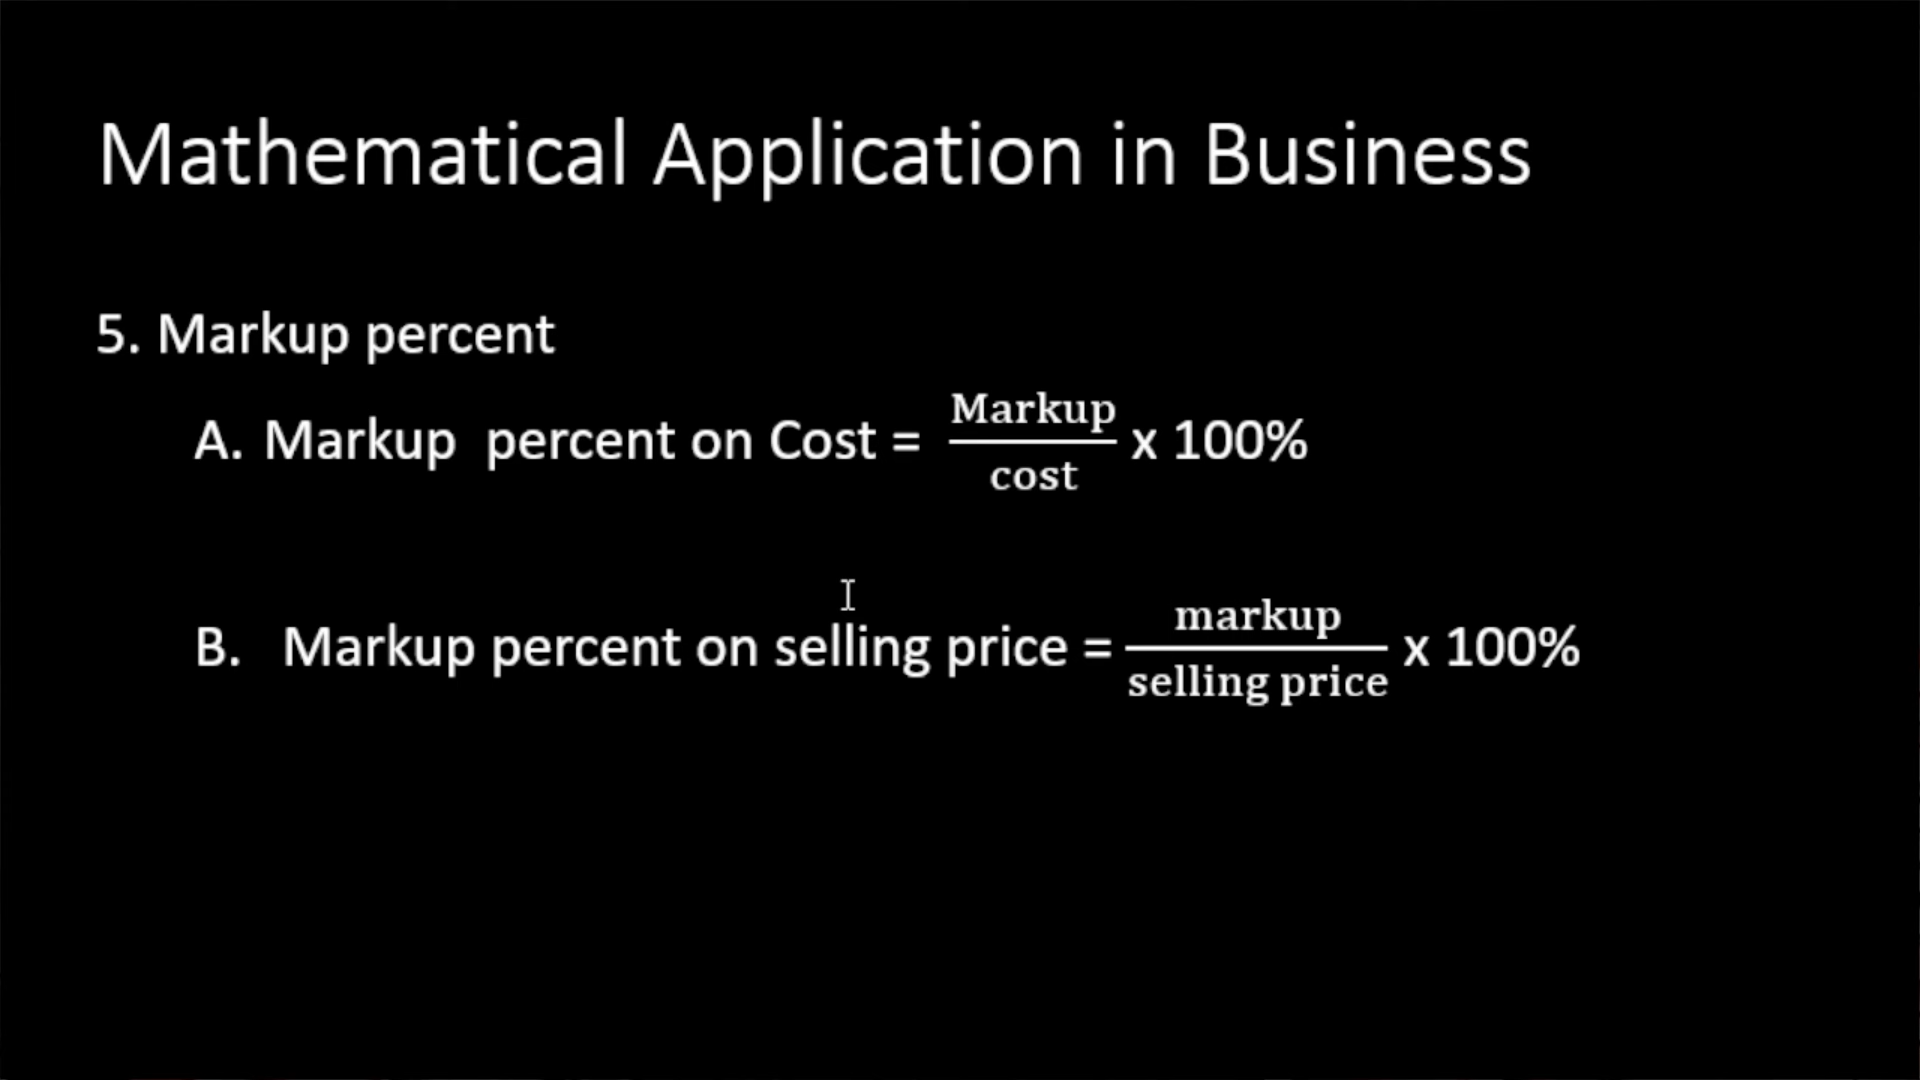 Mathematical Application in Business
5. Markup percent
A. Markup percent on Cost = Markup/cost x 100%
B. Markup percent on selling price = markup/selling price x 100%